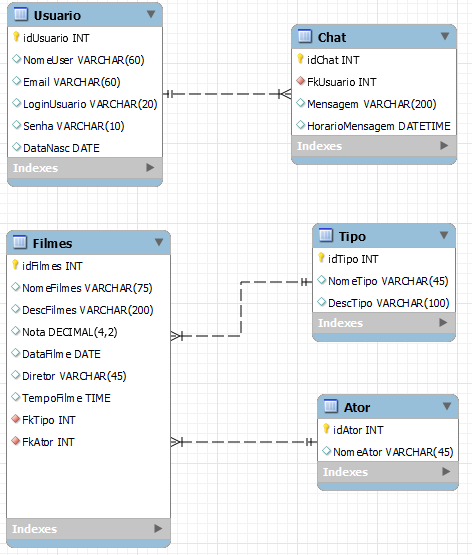 Usuario
idUsuario INT
NomeUser VARCHAR(60)
Email VARCHAR(60)
LoginUsuario VARCHAR(20)
Senha VARCHAR(10)
DataNasc DATE
Indexes
Chat
idChat INT
FkUsuario INT
Mensagem VARCHAR(200)
HorarioMensagem DATETIME
Indexes
Filmes
idFilmes INT
NomeFilmes VARCHAR(75)
DescFilmes VARCHAR(200)
Nota DECIMAL(4,2)
DataFilme DATE
Diretor VARCHAR(45)
TempoFilme TIME
FkTipo INT
FkAtor INT
Indexes
Tipo
idTipo INT
NomeTipo VARCHAR(45)
DescTipo VARCHAR(100)
Indexes
Ator
idAtor INT
NomeAtor VARCHAR(45)
Indexes